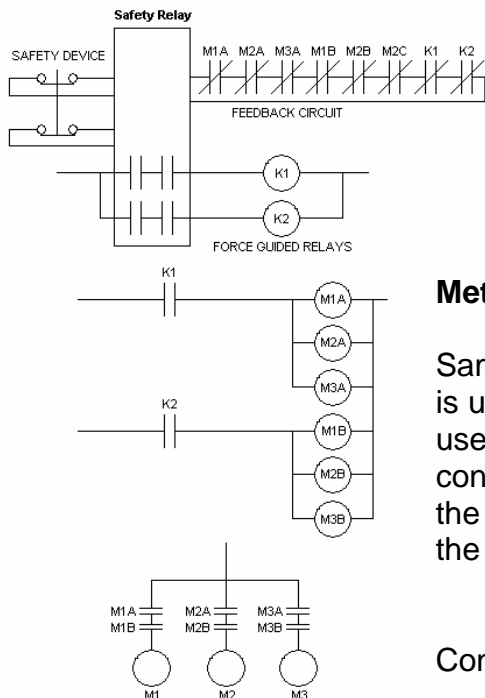 Safety Relay
SAFETY DEVICE
M1A M2A M3A M1B M2B M2C K1 K2
FEEDBACK CIRCUIT
K1
K2
FORCE GUIDED RELAYS
K1
M1A
M2A
M3A
K2
M1B
M2B
M3B
M1A M2A M3A
M1B M2B M3B
M1 M2 M3
Met
Sar
is u
use
con
the
the
Cor